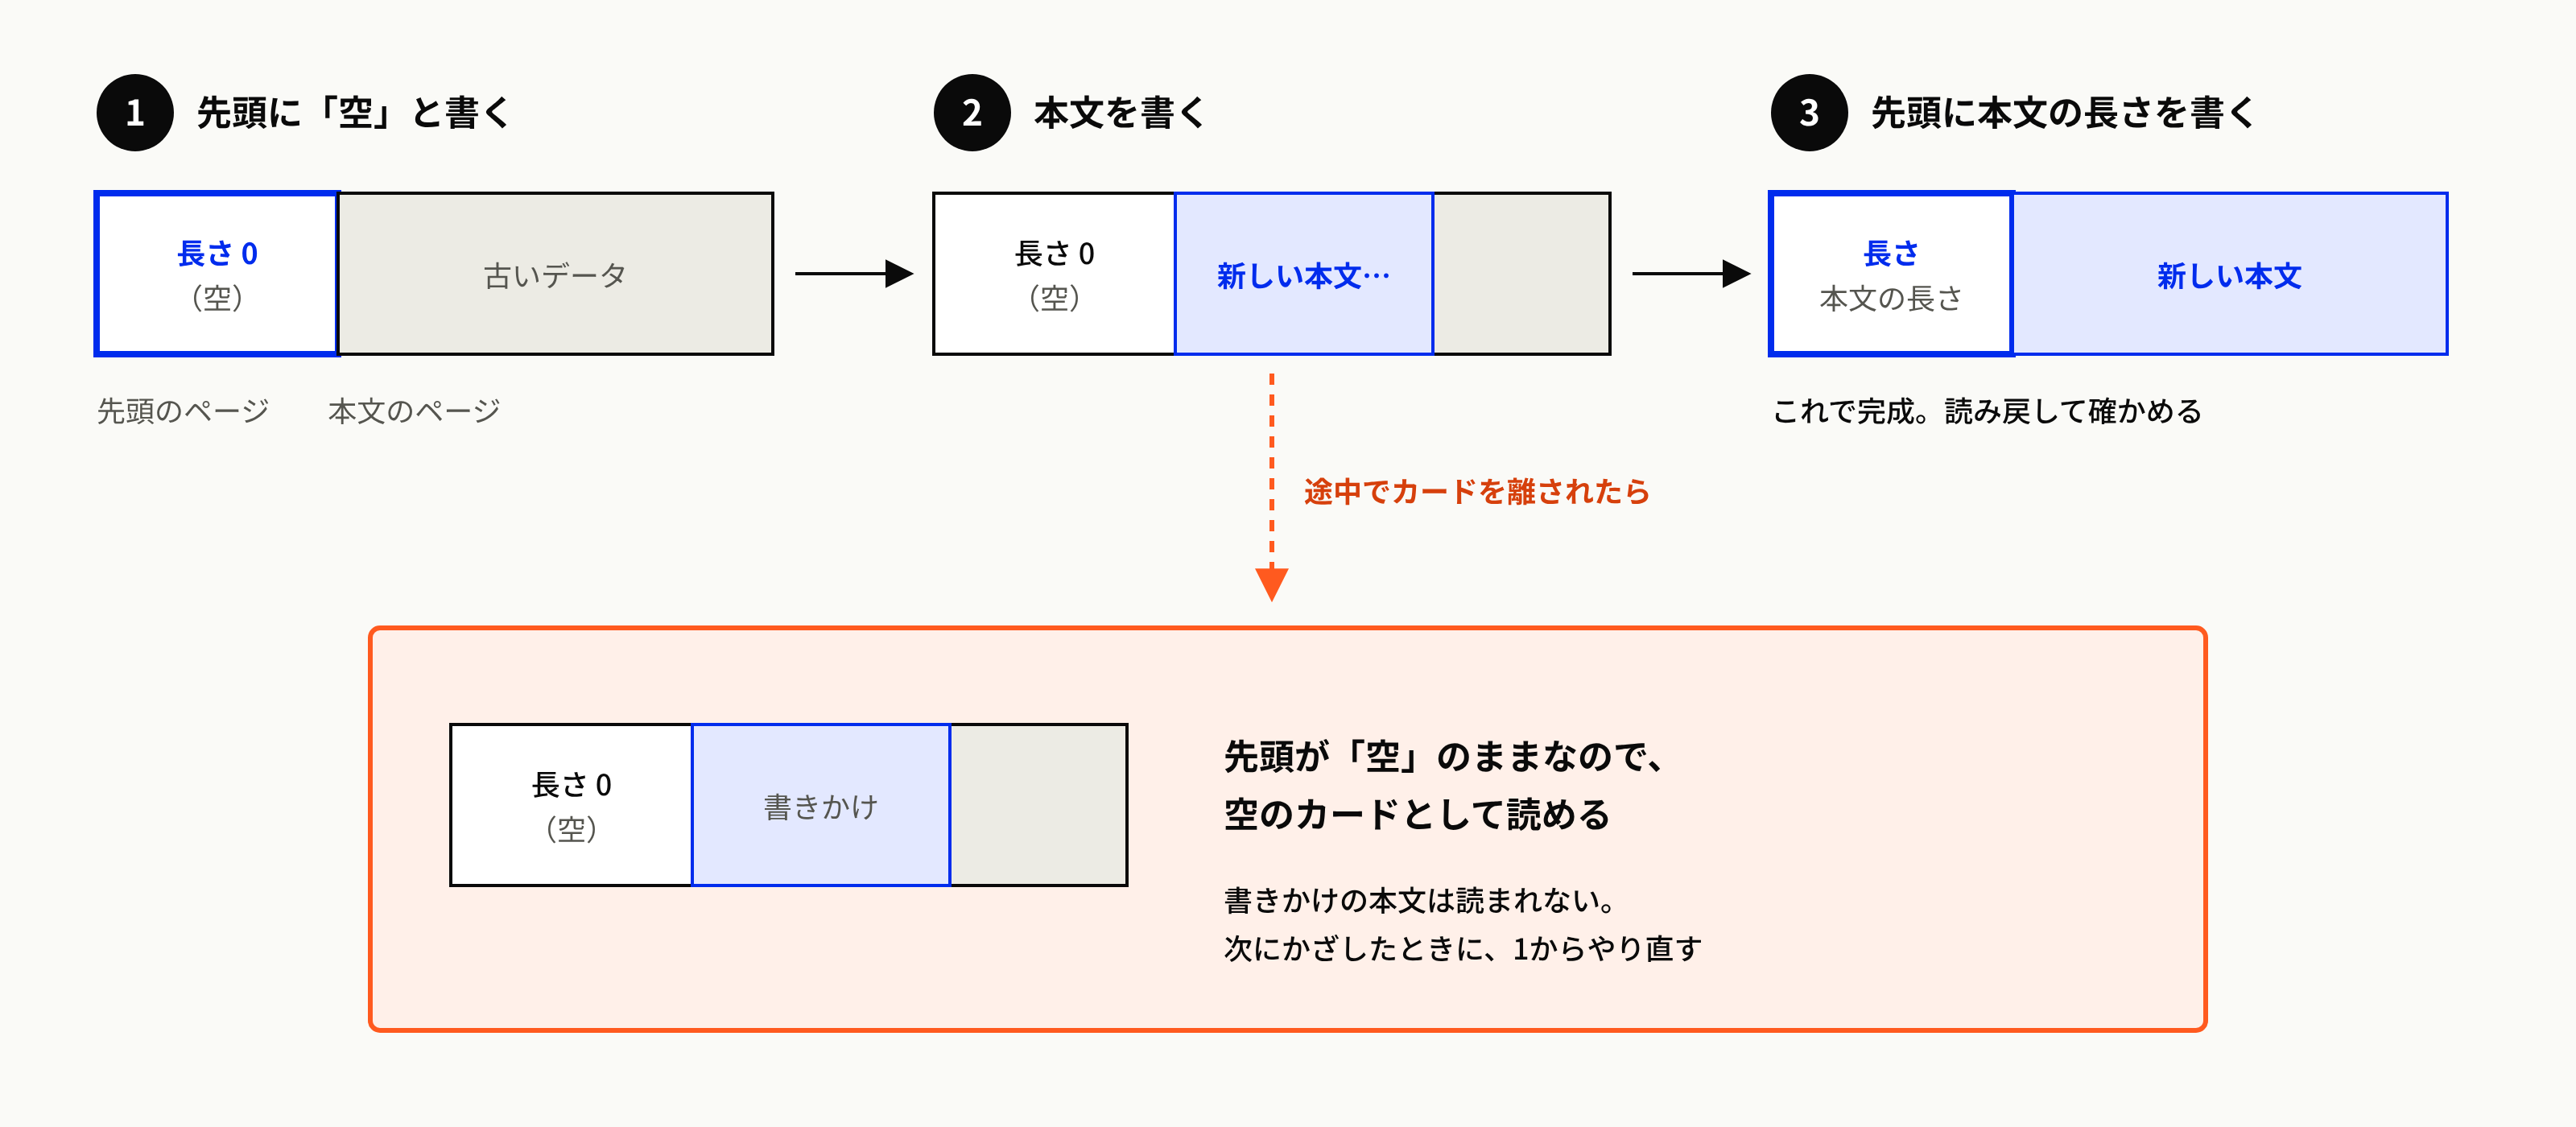 1 先頭に「空」と書く
長さ 0
（空）
古いデータ
先頭のページ
本文のページ
2 本文を書く
長さ 0
（空）
新しい本文…
3 先頭に本文の長さを書く
長さ
本文の長さ
新しい本文
これで完成。読み戻して確かめる
途中でカードを離されたら
長さ 0
（空）
書きかけ
先頭が「空」のままなので、
空のカードとして読める
書きかけの本文は読まれない。
次にかざしたときに、1からやり直す